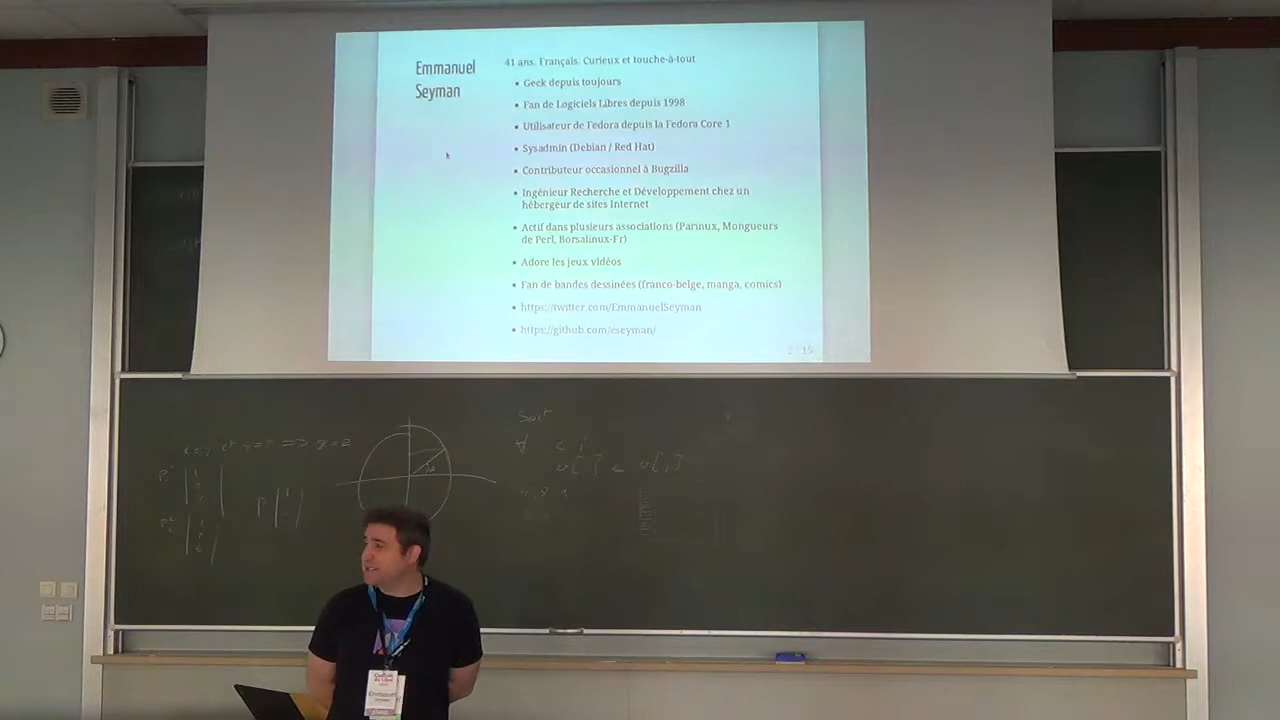 Emmanuel
Seyman
41 ans. Français. Curieux et touche-à-tout
• Geek depuis toujours
• Fan de Logiciels Libres depuis 1998
• Utilisateur de Fedora depuis la Fedora Core 1
• Sysadmin (Debian / Red Hat)
• Contributeur occasionnel à Bugzilla
• Ingénieur Recherche et Développement chez un
hébergeur de sites Internet
• Actif dans plusieurs associations (Parinux, Mongueurs
de Perl, Borsalinux-Fr)
• Adore les jeux vidéos
• Fan de bandes dessinées (franco-belge, manga, comics)
• https://twitter.com/EmmanuelSeyman
• https://github.com/eseyman/
2 / 15
Soit
Emmanuel